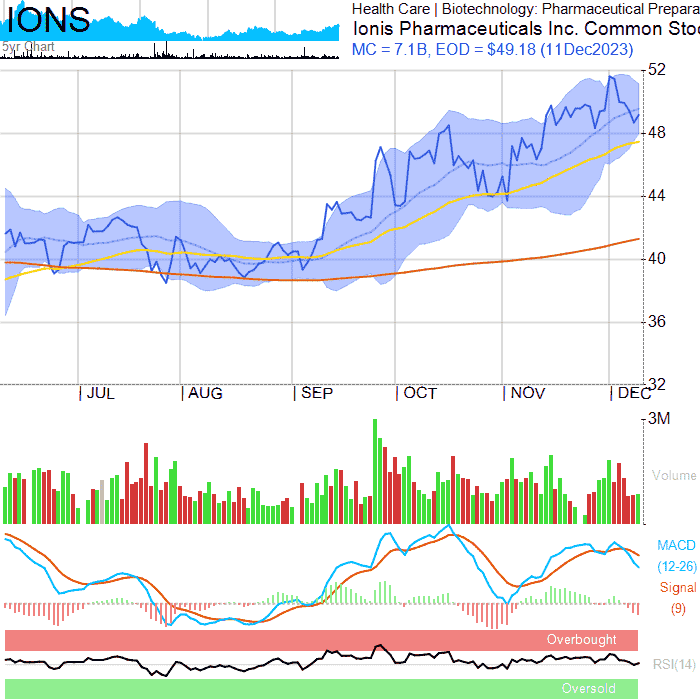 IONS
5yr Chart
Health Care | Biotechnology: Pharmaceutical Prepara
Ionis Pharmaceuticals Inc. Common Sto
MC = 7.1B, EOD = $49.18 (11Dec2023)
52
48
44
40
36
32
JUL
AUG
SEP
OCT
NOV
DEC
3M
Volume
MACD
(12-26)
Signal
(9)
Overbought
RSI(14)
Oversold